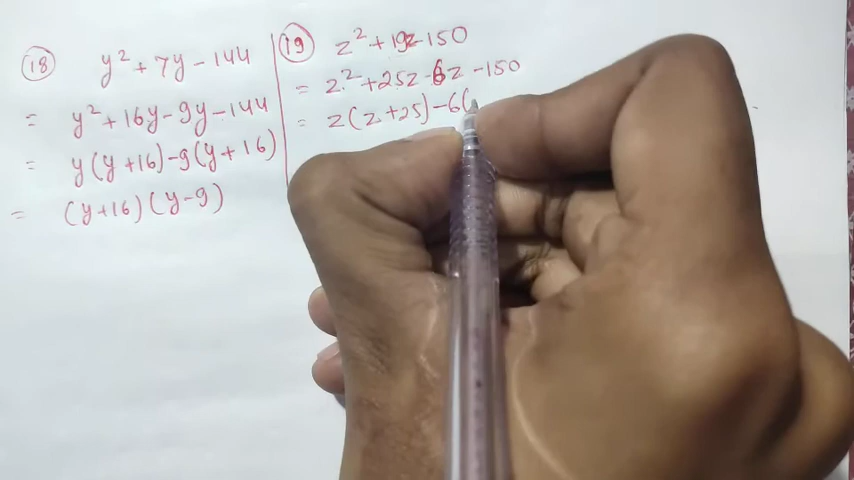 18 y² + 7y - 144
= y² + 16y - 9y - 144
= y(y+16) - 9(y+16)
= (y+16)(y-9)
19 z² + 19z - 150
= z² + 25z - 6z - 150
= z(z+25) - 6(